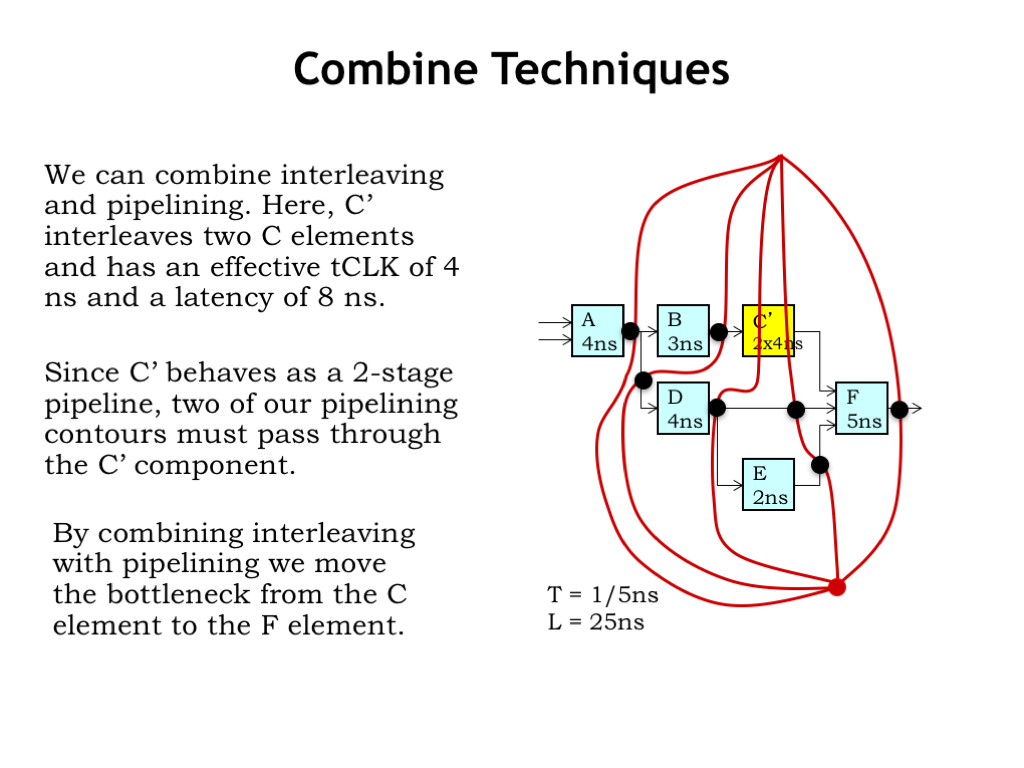 Combine Techniques
We can combine interleaving
and pipelining. Here, C’
interleaves two C elements
and has an effective tCLK of 4
ns and a latency of 8 ns.
Since C’ behaves as a 2-stage
pipeline, two of our pipelining
contours must pass through
the C’ component.
By combining interleaving
with pipelining we move
the bottleneck from the C
element to the F element.
A
4ns
B
3ns
C’
2x4ns
D
4ns
F
5ns
E
2ns
T = 1/5ns
L = 25ns